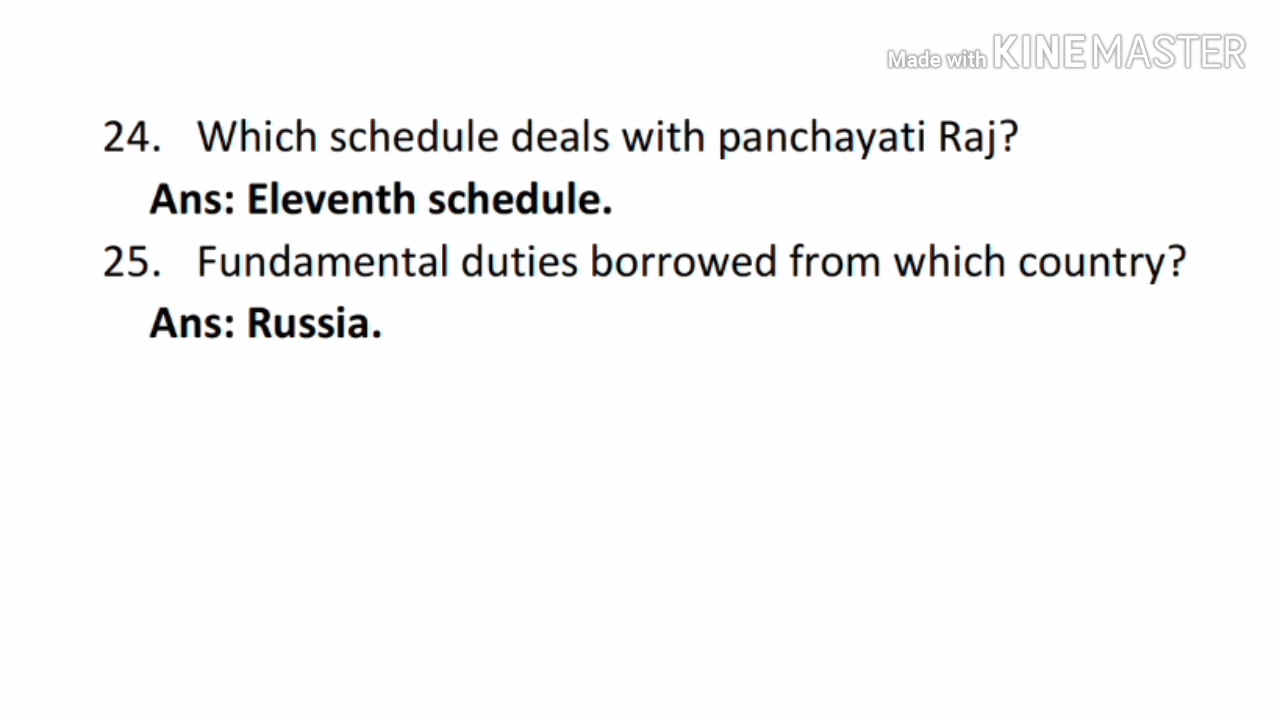 Made with KINEMASTER
24. Which schedule deals with panchayati Raj?
Ans: Eleventh schedule.
25. Fundamental duties borrowed from which country?
Ans: Russia.